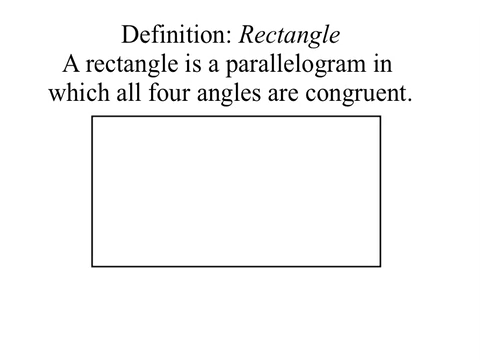 Definition: Rectangle
A rectangle is a parallelogram in
which all four angles are congruent.